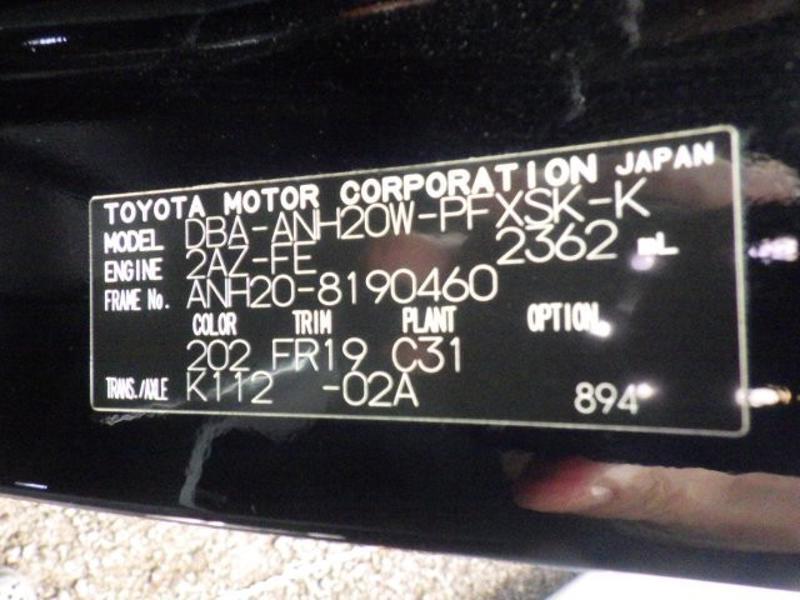 TOYOTA MOTOR CORPORATION JAPAN
MODEL DBA-ANH20W-PFXSK-K
ENGINE 2AZ-FE 2362 mL
FRAME No. ANH20-8190460
COLOR TRIM PLANT OPTION
202 FR19 C31
TRANS./AXLE K112 -02A 894